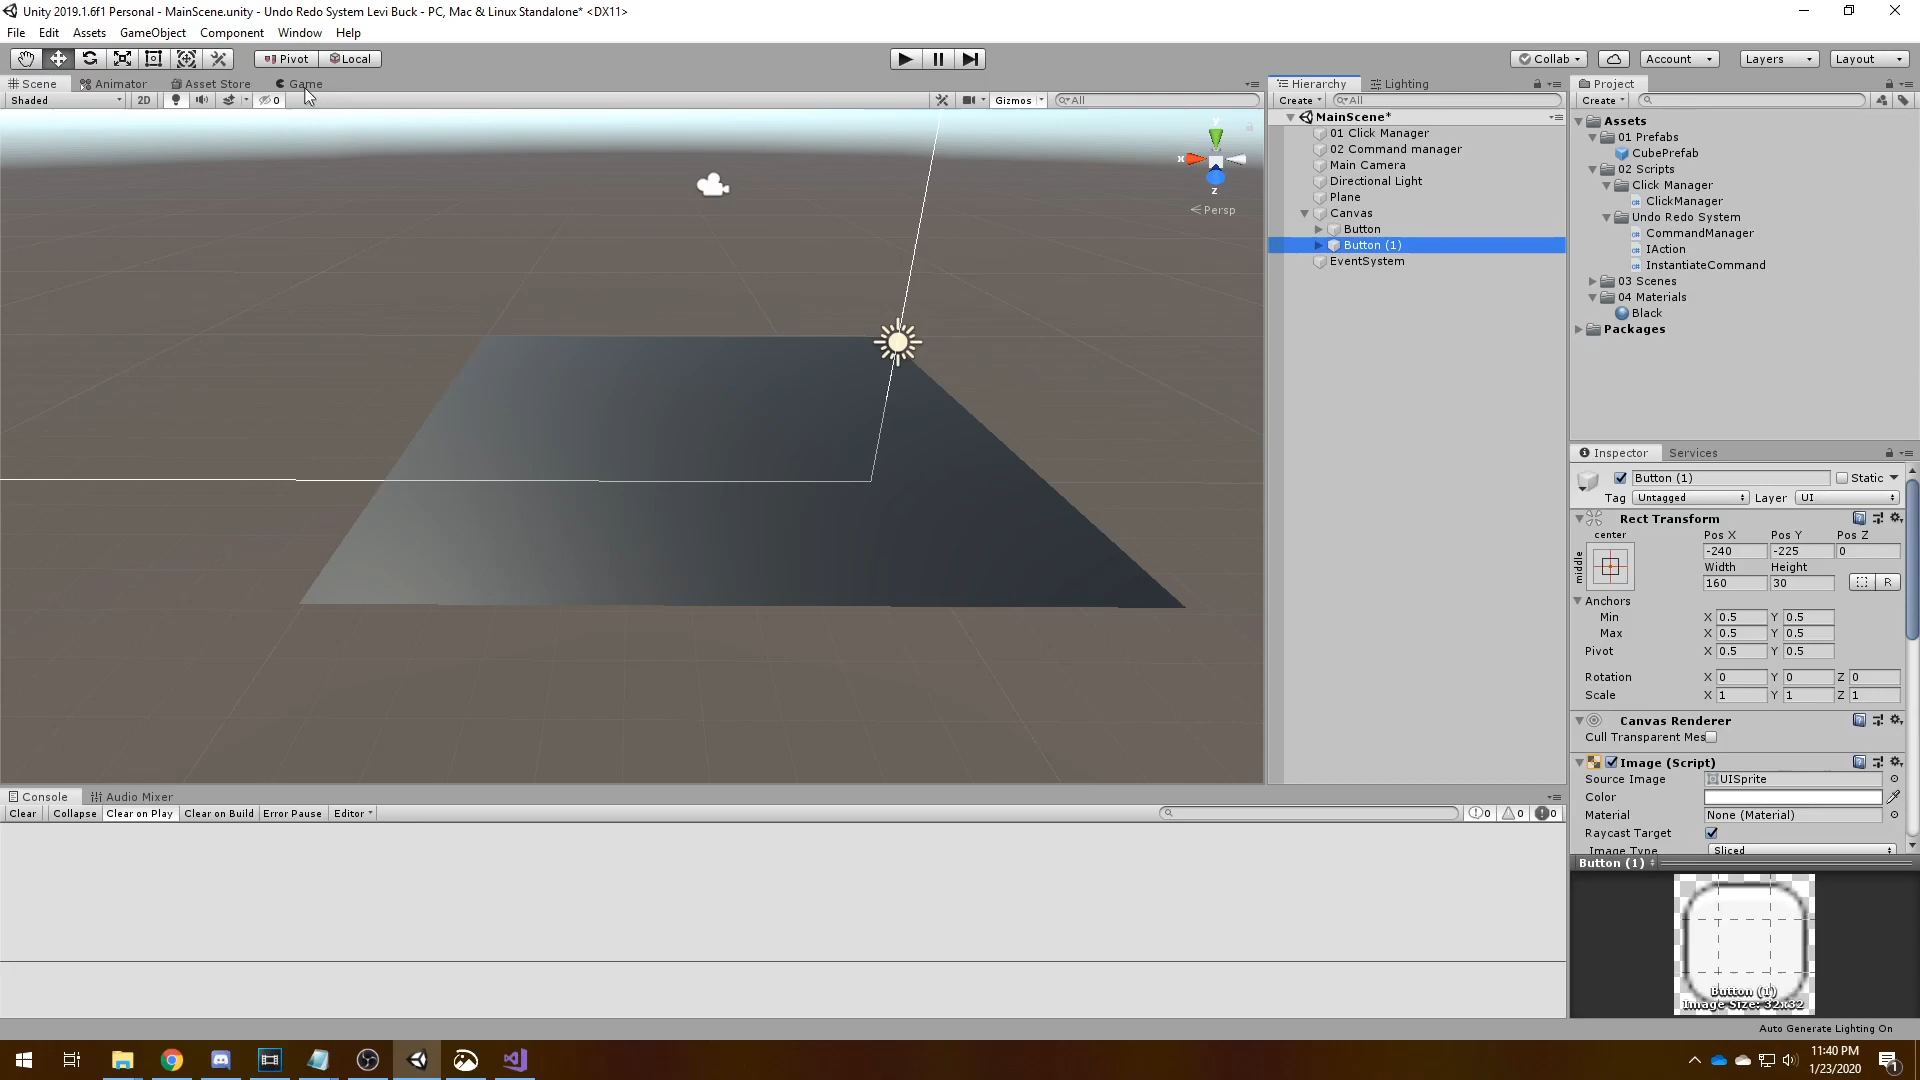 Unity 2019.1.6f1 Personal - MainScene.unity - Undo Redo System Levi Buck - PC, Mac & Linux Standalone* <DX11>
File Edit Assets GameObject Component Window Help
Pivot Local Collab Account Layers Layout
Scene Animator Asset Store Game
Shaded 2D 0 Gizmos All
Hierarchy Lighting
Create All
MainScene*
01 Click Manager
02 Command manager
Main Camera
Directional Light
Plane
Canvas
Button
Button (1)
EventSystem
y
x
z
Persp
Project
Create
Assets
01 Prefabs
CubePrefab
02 Scripts
Click Manager
ClickManager
Undo Redo System
CommandManager
IAction
InstantiateCommand
03 Scenes
04 Materials
Black
Packages
Inspector Services
Button (1) Static
Tag Untagged Layer UI
Rect Transform
center Pos X Pos Y Pos Z
middle -240 -225 0
Width Height
160 30 R
Anchors
Min X 0.5 Y 0.5
Max X 0.5 Y 0.5
Pivot X 0.5 Y 0.5
Rotation X 0 Y 0 Z 0
Scale X 1 Y 1 Z 1
Canvas Renderer
Cull Transparent Mes
Image (Script)
Source Image UISprite
Color
Material None (Material)
Raycast Target
Image Type Sliced
Button (1)
Button (1)
Image Size: 32x32
Console Audio Mixer
Clear Collapse Clear on Play Clear on Build Error Pause Editor 0 0 0
Auto Generate Lighting On
11:40 PM
1/23/2020
1